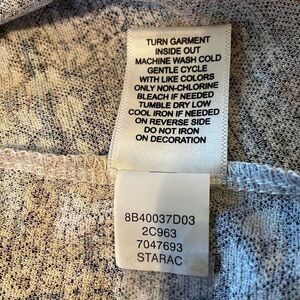 TURN GARMENT
INSIDE OUT
MACHINE WASH COLD
GENTLE CYCLE
WITH LIKE COLORS
ONLY NON-CHLORINE
BLEACH IF NEEDED
TUMBLE DRY LOW
COOL IRON IF NEEDED
ON REVERSE SIDE
DO NOT IRON
ON DECORATION
8B40037D03
2C963
7047693
STARAC